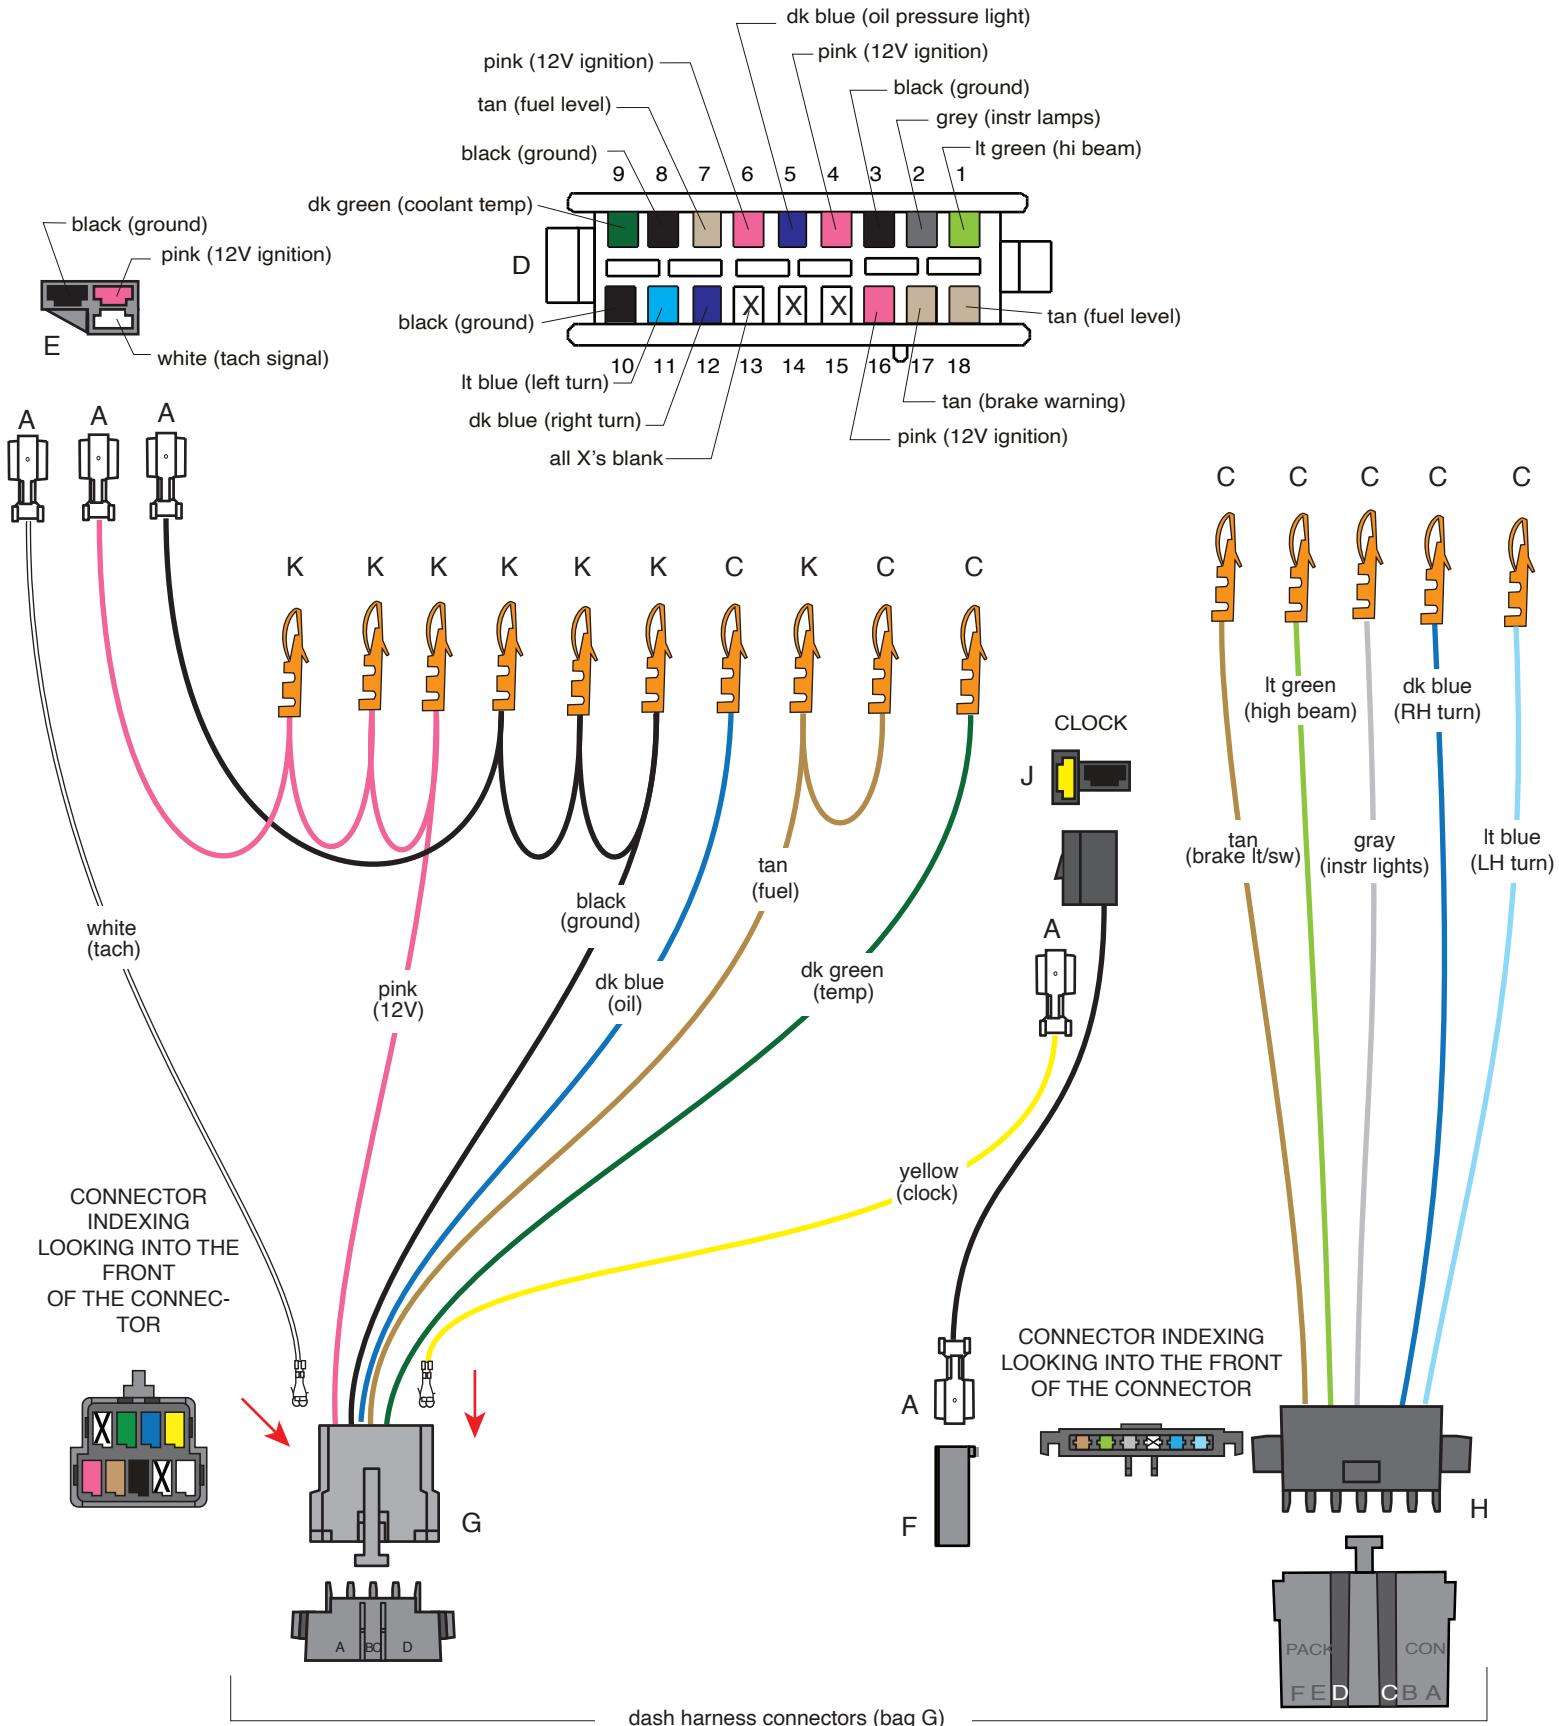 dk blue (oil pressure light)
pink (12V ignition)
pink (12V ignition)
black (ground)
tan (fuel level)
grey (instr lamps)
black (ground)
lt green (hi beam)
9 8 7 6 5 4 3 2 1
dk green (coolant temp)
black (ground)
pink (12V ignition)
D
E
white (tach signal)
black (ground)
X X X
tan (fuel level)
10 11 12 13 14 15 16 17 18
lt blue (left turn)
dk blue (right turn)
all X's blank
tan (brake warning)
pink (12V ignition)
A A A
C C C C C
K K K K K K C K C C
lt green
(high beam)
dk blue
(RH turn)
CLOCK
J
tan
(brake lt/sw)
gray
(instr lights)
lt blue
(LH turn)
tan
(fuel)
black
(ground)
white
(tach)
A
dk green
(temp)
dk blue
(oil)
pink
(12V)
yellow
(clock)
CONNECTOR
INDEXING
LOOKING INTO THE
FRONT
OF THE CONNEC-
TOR
CONNECTOR INDEXING
LOOKING INTO THE FRONT
OF THE CONNECTOR
A
X
X
G
F
H
A BC D
PACK CON
F E D C B A
dash harness connectors (bag G)